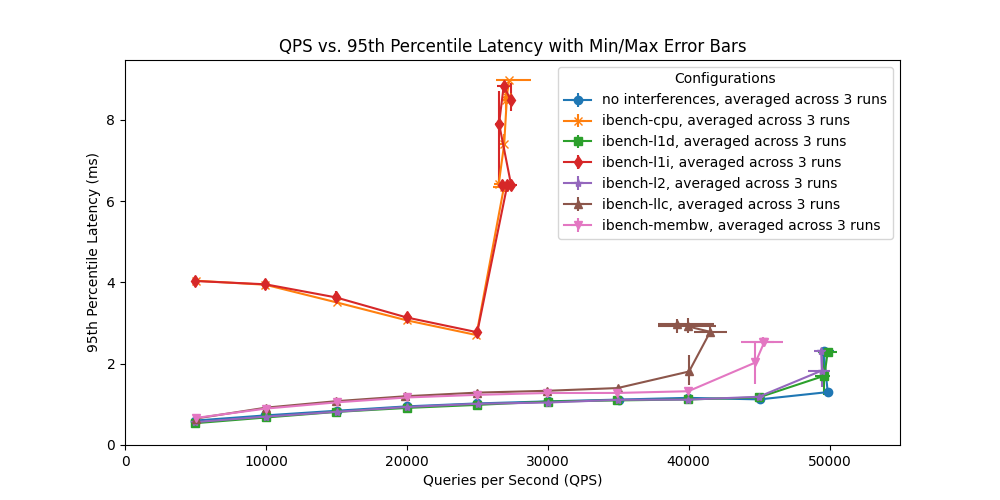 QPS vs. 95th Percentile Latency with Min/Max Error Bars
Configurations
no interferences, averaged across 3 runs
ibench-cpu, averaged across 3 runs
ibench-l1d, averaged across 3 runs
ibench-l1i, averaged across 3 runs
ibench-l2, averaged across 3 runs
ibench-llc, averaged across 3 runs
ibench-membw, averaged across 3 runs
95th Percentile Latency (ms)
8
6
4
2
0
0 10000 20000 30000 40000 50000
Queries per Second (QPS)